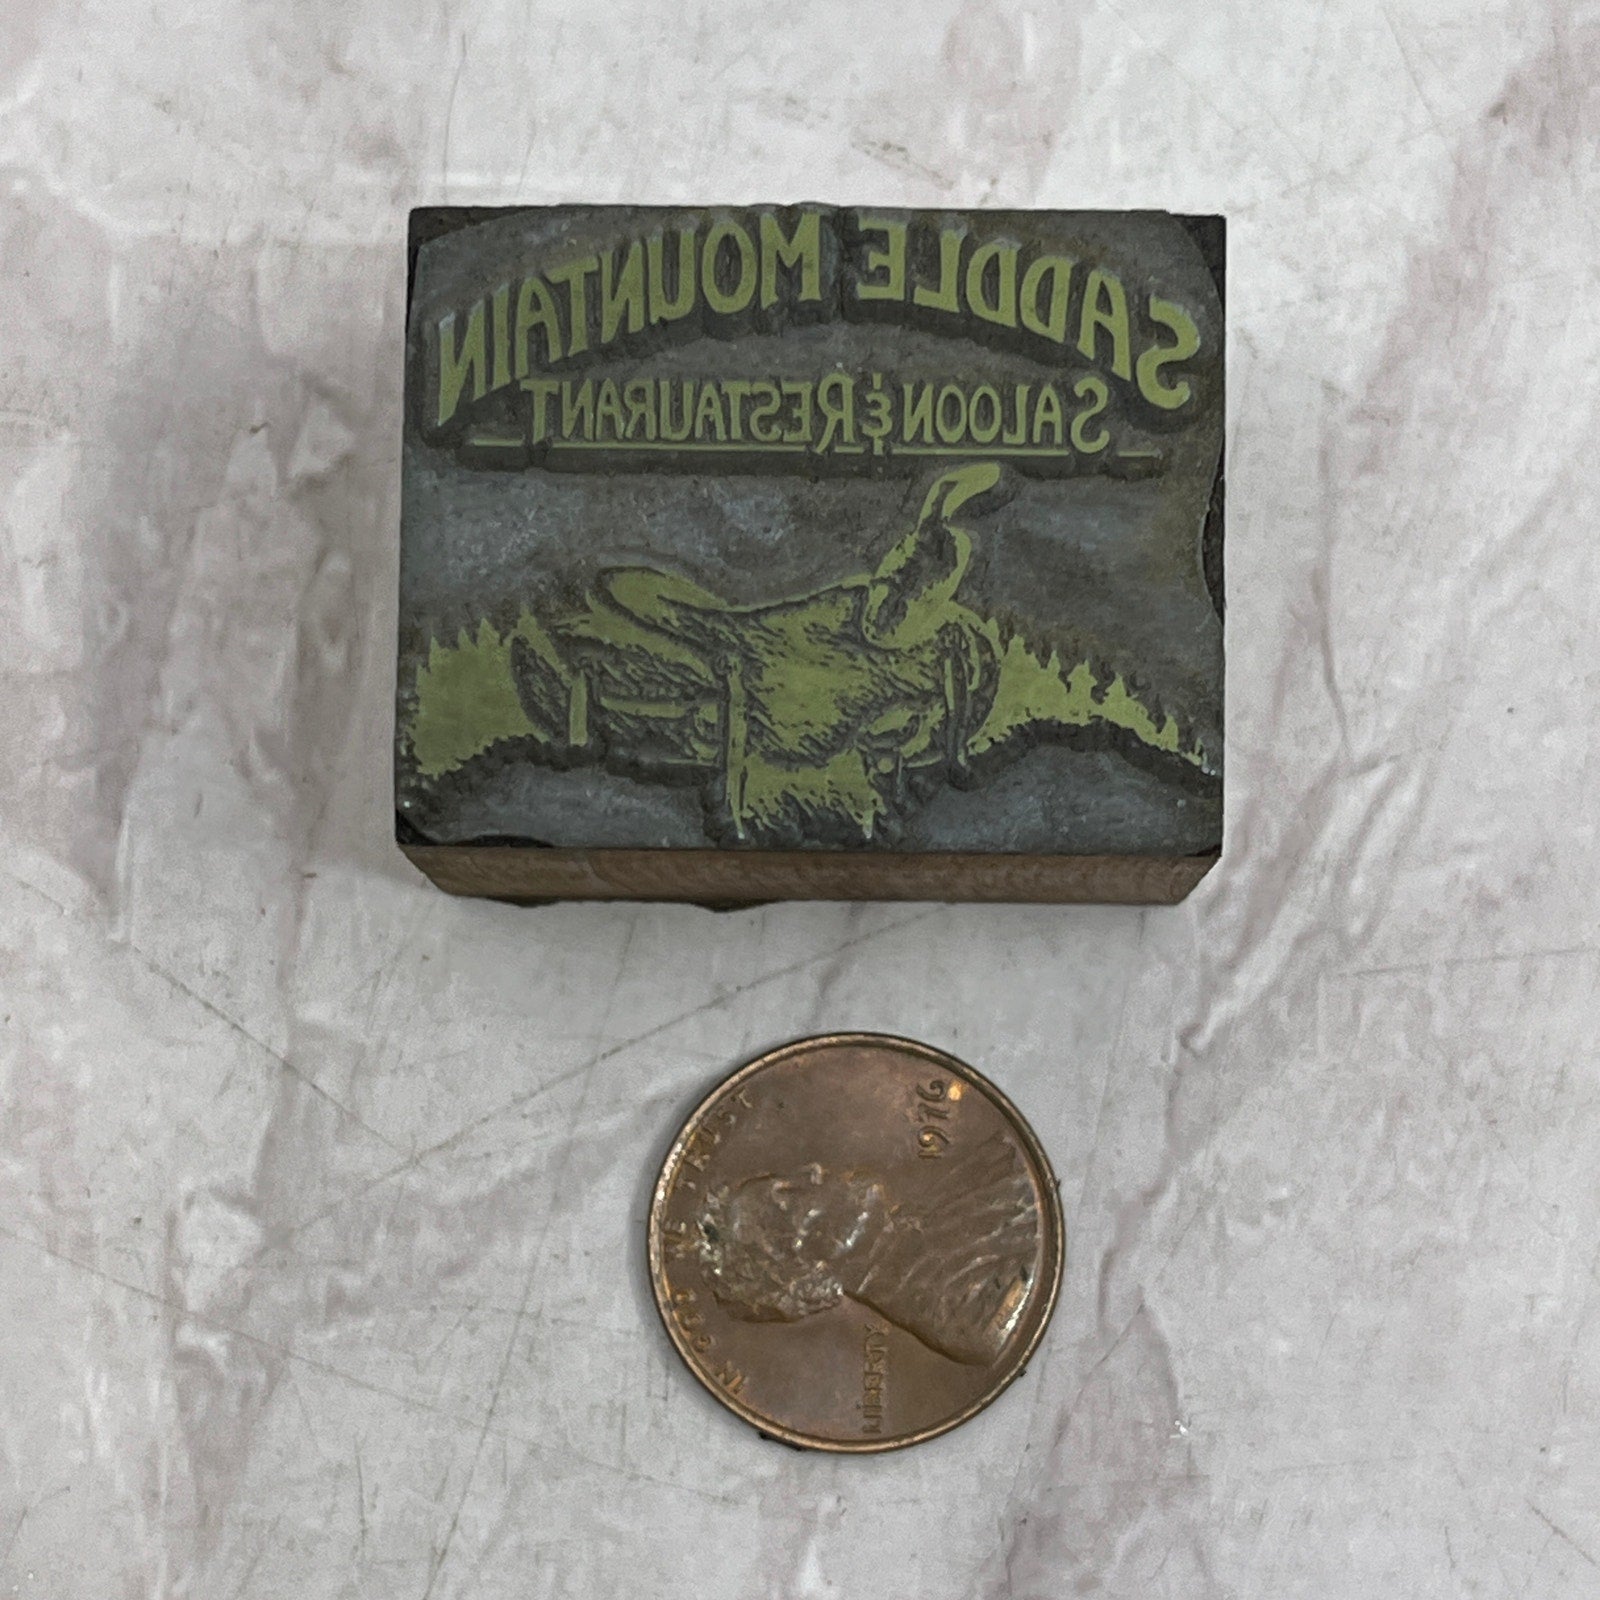 SADDLE MOUNTAIN
SALOON & RESTAURANT
IN GOD WE TRUST
LIBERTY
1976